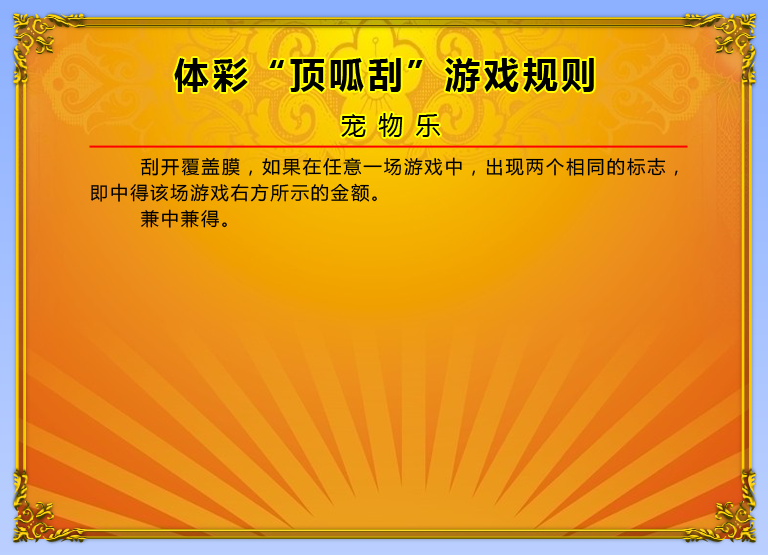 体彩“顶呱刮”游戏规则
宠物乐
刮开覆盖膜，如果在任意一场游戏中，出现两个相同的标志，
即中得该场游戏右方所示的金额。
兼中兼得。